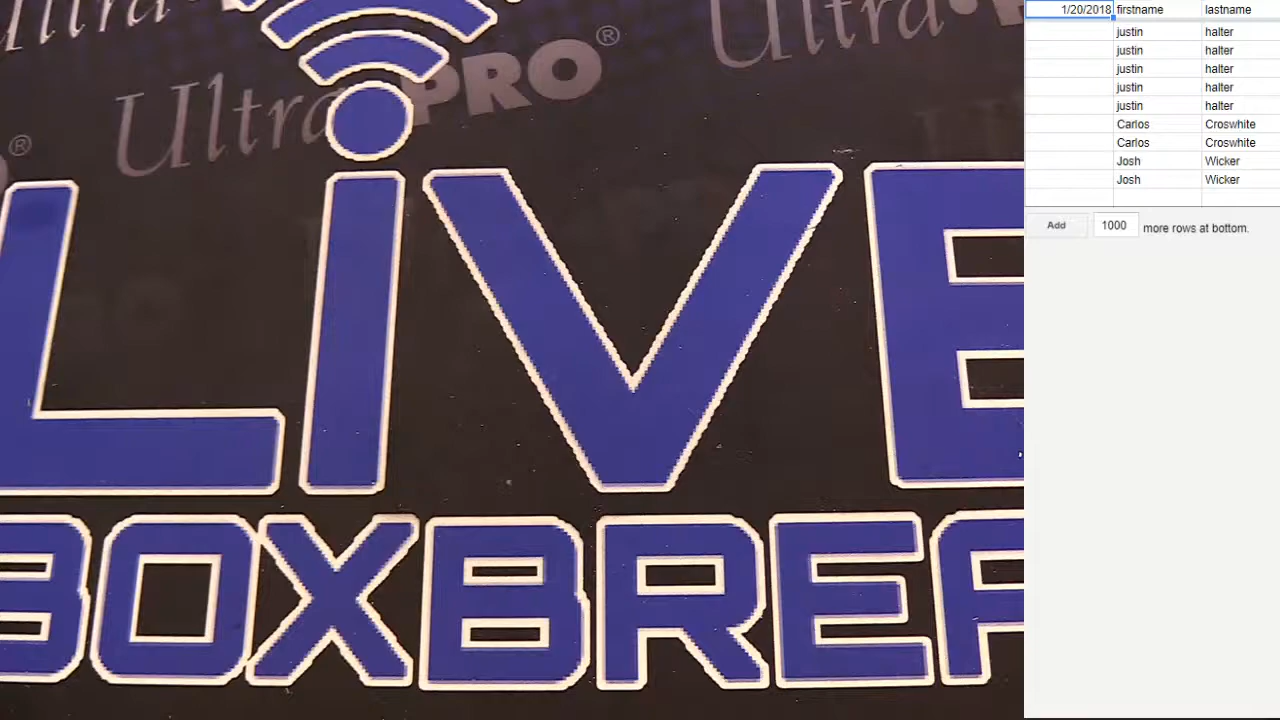 Ultra
Ultra PRO®
Ultra
®
LiVE
BOXBREA
1/20/2018 firstname lastname
justin halter
justin halter
justin halter
justin halter
justin halter
Carlos Croswhite
Carlos Croswhite
Josh Wicker
Josh Wicker
Add 1000 more rows at bottom.